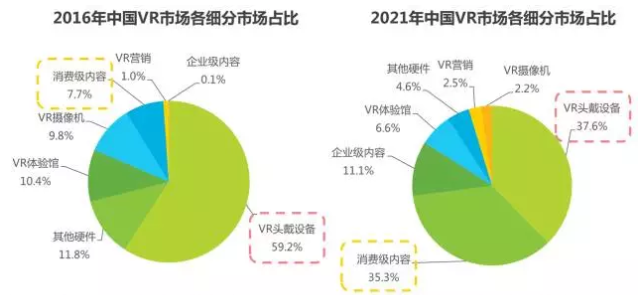 2016年中国VR市场各细分市场占比
VR营销
1.0%
企业级内容
0.1%
消费级内容
7.7%
VR摄像机
9.8%
VR体验馆
10.4%
其他硬件
11.8%
VR头戴设备
59.2%
2021年中国VR市场各细分市场占比
其他硬件
4.6%
VR营销
2.5%
VR摄像机
2.2%
VR头戴设备
37.6%
VR体验馆
6.6%
企业级内容
11.1%
消费级内容
35.3%